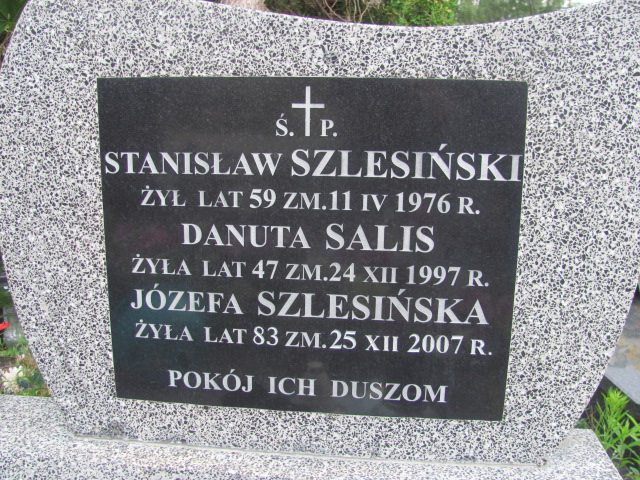 Ś. P.
STANISŁAW SZLESIŃSKI
ŻYŁ LAT 59 ZM.11 IV 1976 R.
DANUTA SALIS
ŻYŁA LAT 47 ZM.24 XII 1997 R.
JÓZEFA SZLESIŃSKA
ŻYŁA LAT 83 ZM.25 XII 2007 R.
POKÓJ ICH DUSZOM